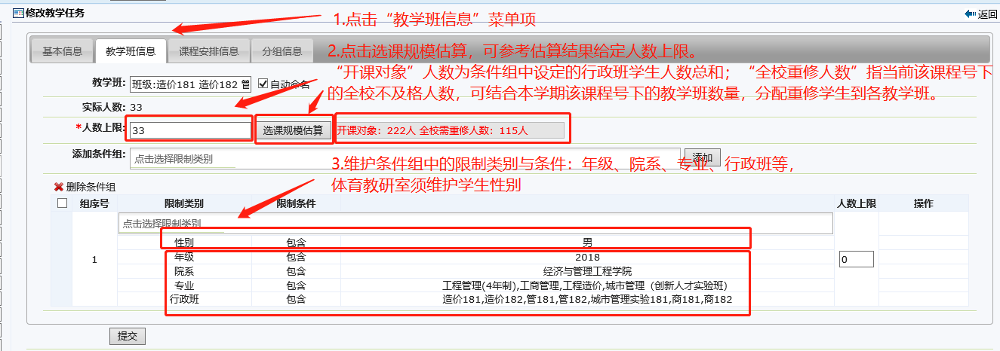 修改教学任务
返回
1.点击“教学班信息”菜单项
基本信息 教学班信息 课程安排信息 分组信息
2.点击选课规模估算，可参考估算结果给定人数上限。
“开课对象”人数为条件组中设定的行政班学生人数总和；“全校重修人数”指当前该课程号下
的全校不及格人数，可结合本学期该课程号下的教学班数量，分配重修学生到各教学班。
教学班: 班级:造价181 造价182 管 自动命名
实际人数: 33
*人数上限: 33 选课规模估算 开课对象：222人 全校需重修人数：115人
添加条件组: 点击选择限制类别 添加
3.维护条件组中的限制类别与条件：年级、院系、专业、行政班等，
体育教研室须维护学生性别
删除条件组
组序号 限制类别 限制条件 人数上限 操作
点击选择限制类别
性别 包含 男
年级 包含 2018
1 0
院系 包含 经济与管理工程学院
专业 包含 工程管理(4年制),工商管理,工程造价,城市管理（创新人才实验班）
行政班 包含 造价181,造价182,管181,管182,城市管理实验181,商181,商182
提交